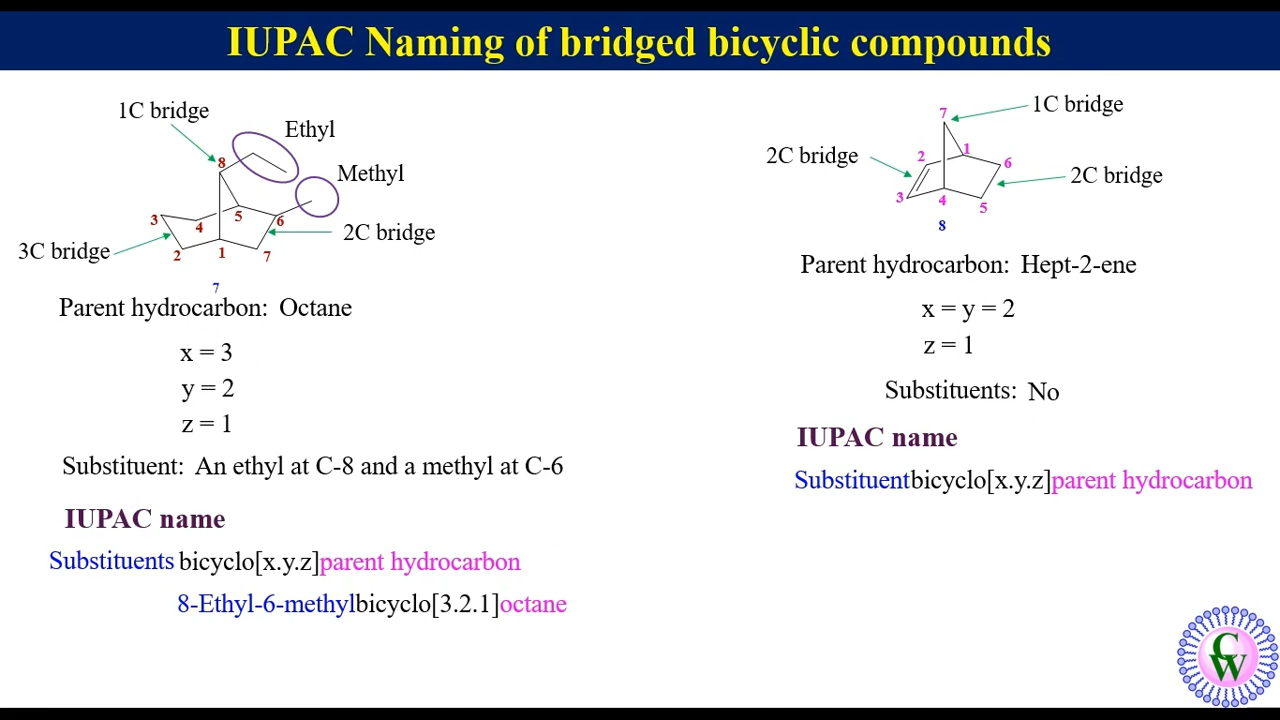 IUPAC Naming of bridged bicyclic compounds
1C bridge
Ethyl
Methyl
8
3
4
5
6
3C bridge
2
1
7
2C bridge
7
Parent hydrocarbon: Octane
x = 3
y = 2
z = 1
Substituent: An ethyl at C-8 and a methyl at C-6
IUPAC name
Substituents bicyclo[x.y.z]parent hydrocarbon
8-Ethyl-6-methylbicyclo[3.2.1]octane
7
1C bridge
2C bridge
2
1
6
2C bridge
3
4
5
8
Parent hydrocarbon: Hept-2-ene
x = y = 2
z = 1
Substituents: No
IUPAC name
Substituentbicyclo[x.y.z]parent hydrocarbon
C
W